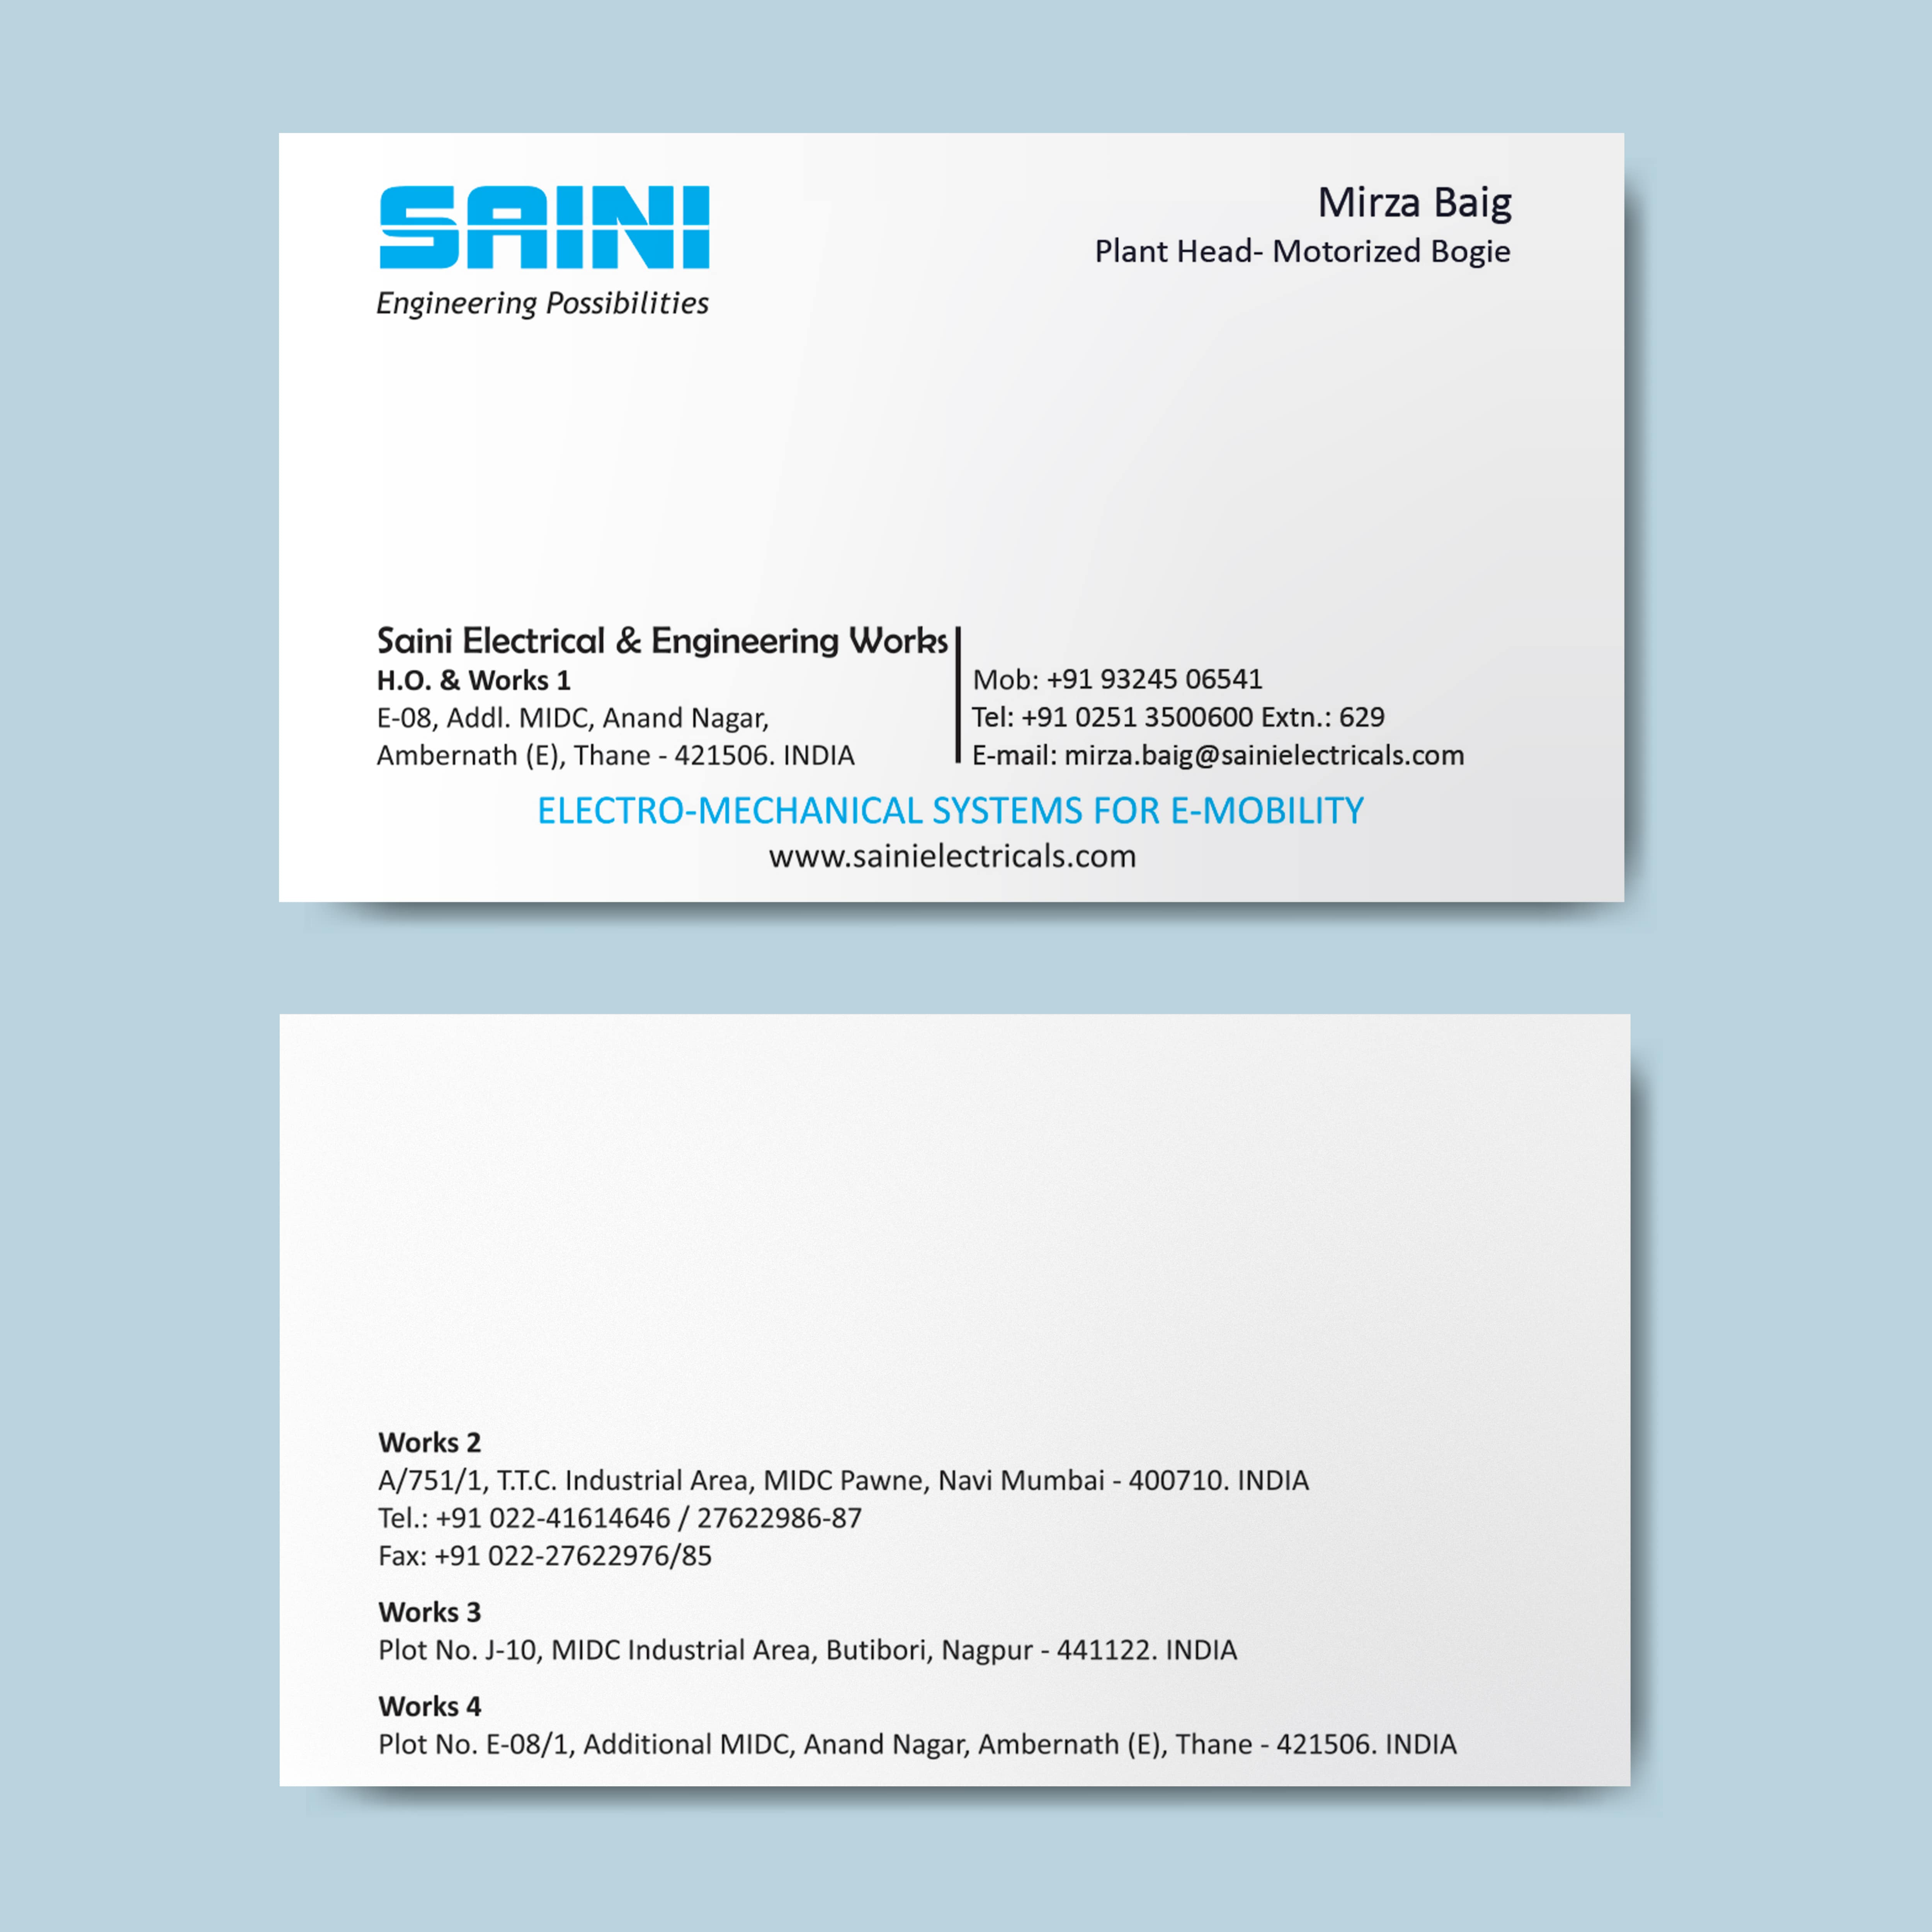 SAINI
Engineering Possibilities
Mirza Baig
Plant Head- Motorized Bogie
Saini Electrical & Engineering Works
H.O. & Works 1
E-08, Addl. MIDC, Anand Nagar,
Ambernath (E), Thane - 421506. INDIA
Mob: +91 93245 06541
Tel: +91 0251 3500600 Extn.: 629
E-mail: mirza.baig@sainielectricals.com
ELECTRO-MECHANICAL SYSTEMS FOR E-MOBILITY
www.sainielectricals.com
Works 2
A/751/1, T.T.C. Industrial Area, MIDC Pawne, Navi Mumbai - 400710. INDIA
Tel.: +91 022-41614646 / 27622986-87
Fax: +91 022-27622976/85
Works 3
Plot No. J-10, MIDC Industrial Area, Butibori, Nagpur - 441122. INDIA
Works 4
Plot No. E-08/1, Additional MIDC, Anand Nagar, Ambernath (E), Thane - 421506. INDIA